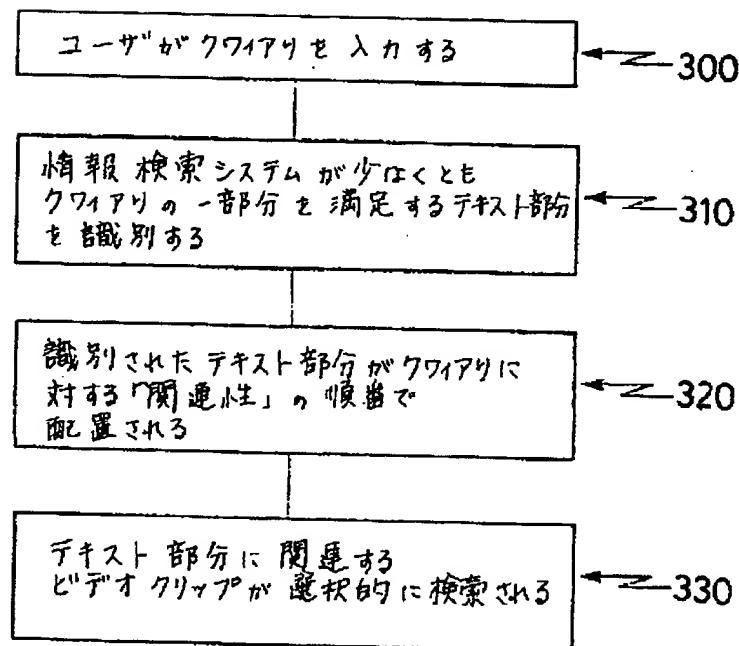 ユーザがクワィアリを入力する
300
情報検索システムが少なくとも
クワィアリの一部分を満足するテキスト部分
を識別する
310
識別されたテキスト部分がクワィアリに
対する「関連性」の順番で
配置される
320
テキスト部分に関連する
ビデオクリップが選択的に検索される
330